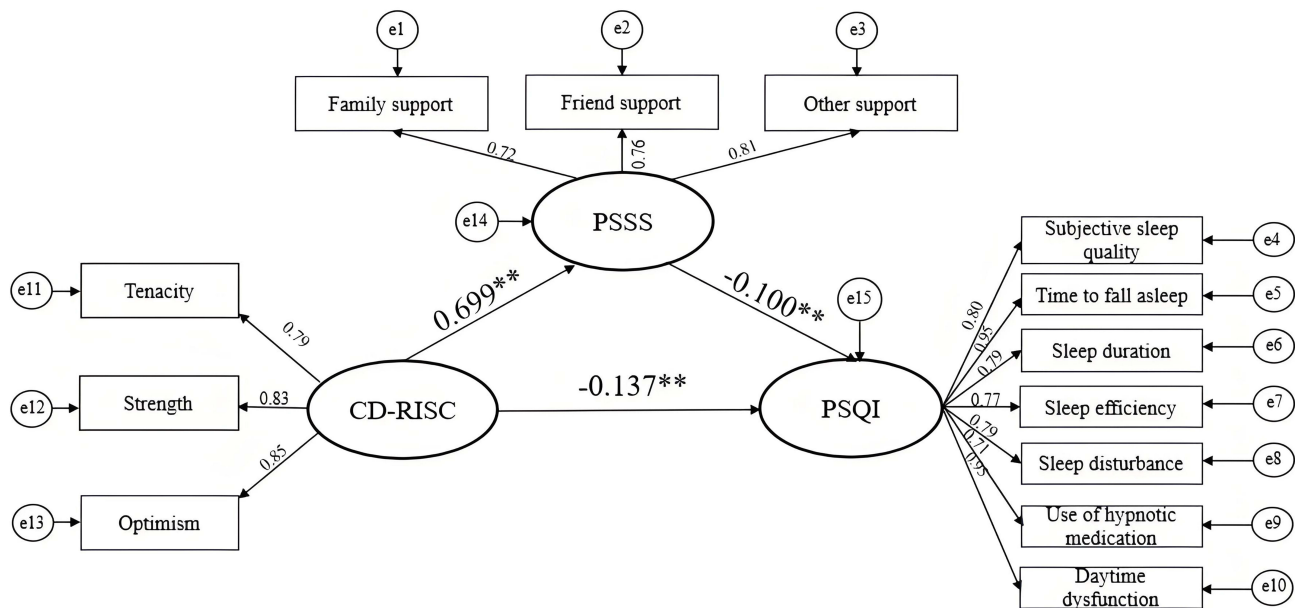 e1
e2
e3
Family support
Friend support
Other support
0.72
0.76
0.81
e14
PSSS
e11
Tenacity
0.79
e12
Strength
0.83
e13
Optimism
0.85
CD-RISC
0.699**
-0.100**
-0.137**
e15
PSQI
0.80
0.95
0.79
0.77
0.79
0.71
0.95
Subjective sleep
quality
e4
Time to fall asleep
e5
Sleep duration
e6
Sleep efficiency
e7
Sleep disturbance
e8
Use of hypnotic
medication
e9
Daytime
dysfunction
e10